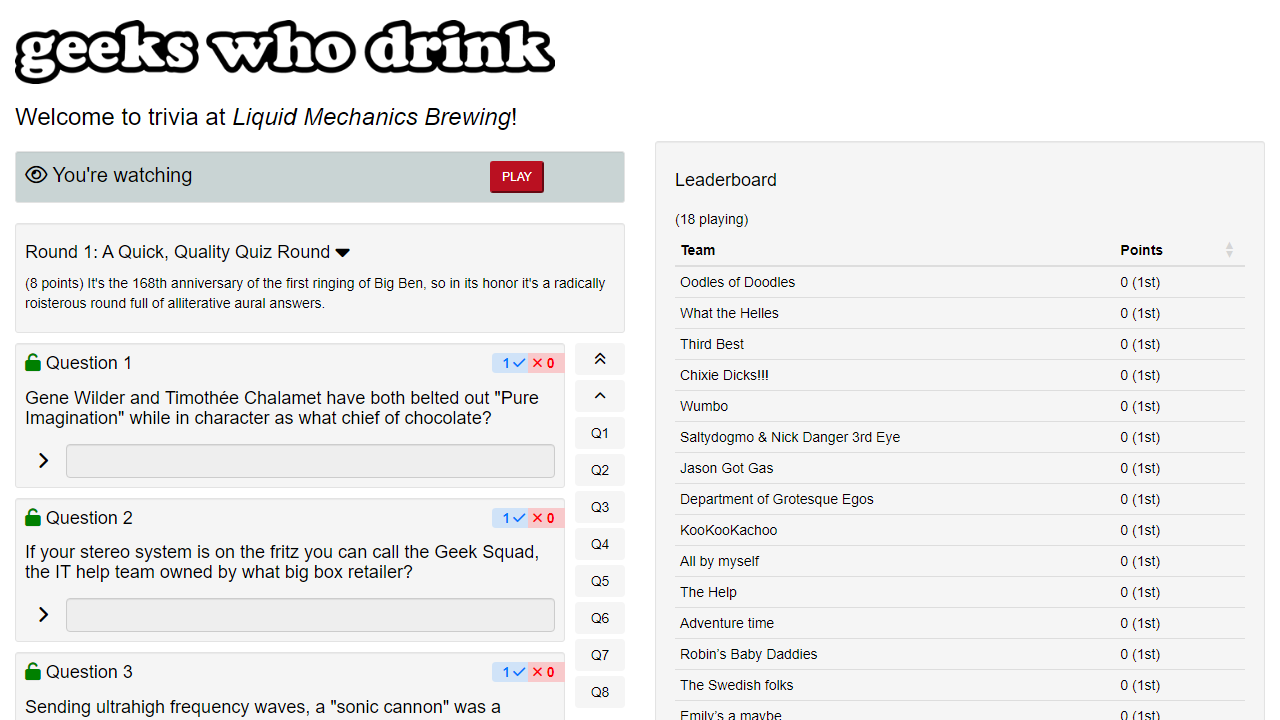 geeks who drink
Welcome to trivia at Liquid Mechanics Brewing!
You're watching
PLAY
Round 1: A Quick, Quality Quiz Round
(8 points) It's the 168th anniversary of the first ringing of Big Ben, so in its honor it's a radically
roisterous round full of alliterative aural answers.
Question 1
1 ✓ ✕ 0
Gene Wilder and Timothée Chalamet have both belted out "Pure
Imagination" while in character as what chief of chocolate?
Question 2
1 ✓ ✕ 0
If your stereo system is on the fritz you can call the Geek Squad,
the IT help team owned by what big box retailer?
Question 3
1 ✓ ✕ 0
Sending ultrahigh frequency waves, a "sonic cannon" was a
Q1
Q2
Q3
Q4
Q5
Q6
Q7
Q8
Leaderboard
(18 playing)
Team Points
Oodles of Doodles 0 (1st)
What the Helles 0 (1st)
Third Best 0 (1st)
Chixie Dicks!!! 0 (1st)
Wumbo 0 (1st)
Saltydogmo & Nick Danger 3rd Eye 0 (1st)
Jason Got Gas 0 (1st)
Department of Grotesque Egos 0 (1st)
KooKooKachoo 0 (1st)
All by myself 0 (1st)
The Help 0 (1st)
Adventure time 0 (1st)
Robin's Baby Daddies 0 (1st)
The Swedish folks 0 (1st)
Emily's a maybe 0 (1st)